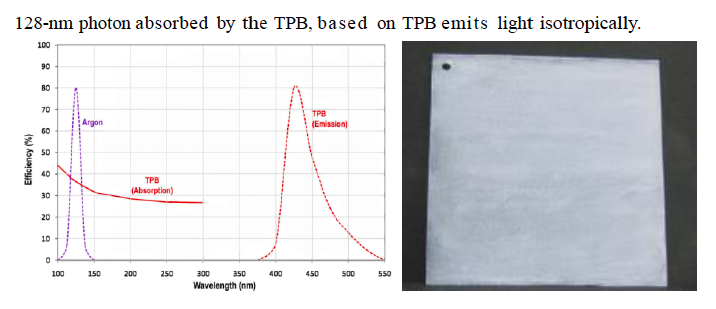 128-nm photon absorbed by the TPB, based on TPB emits light isotropically.
100
90
80
70
60
50
40
30
20
10
0
Efficiency (%)
Argon
TPB
(Absorption)
TPB
(Emission)
100 150 200 250 300 350 400 450 500 550
Wavelength (nm)